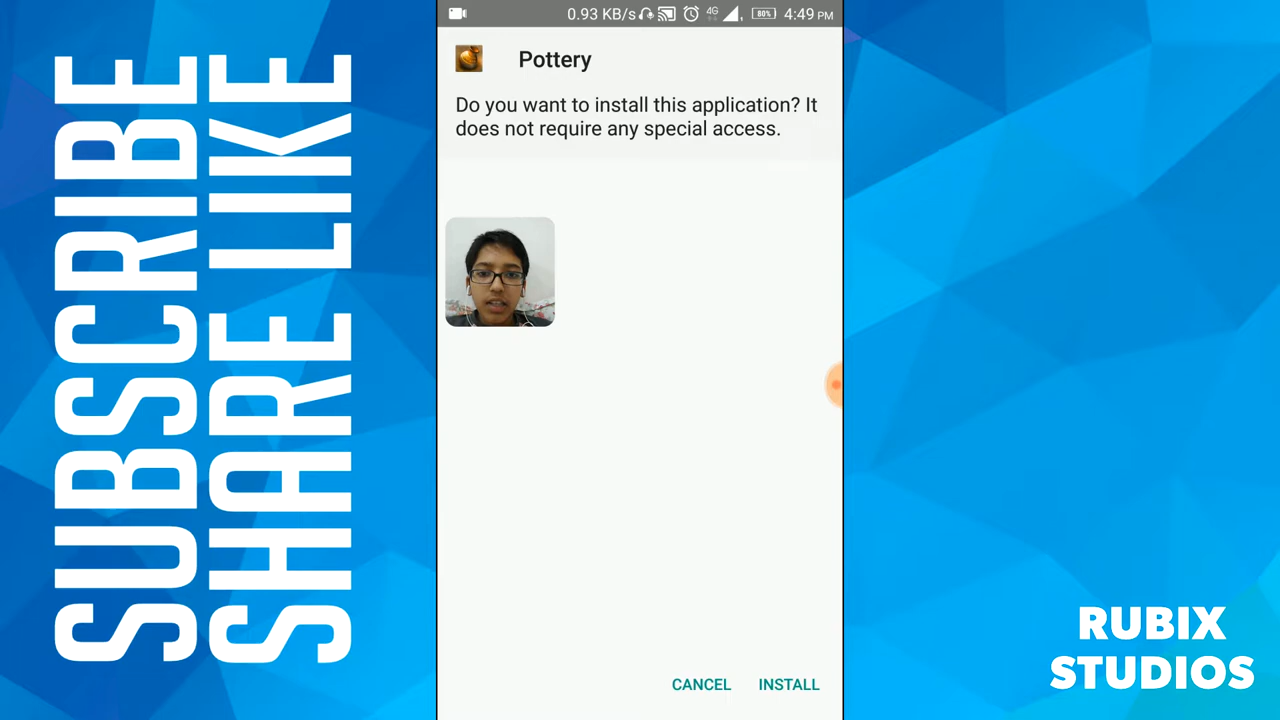 SUBSCRIBE
SHARE LIKE
0.93 KB/s 4G 80% 4:49 PM
Pottery
Do you want to install this application? It
does not require any special access.
CANCEL INSTALL
RUBIX
STUDIOS